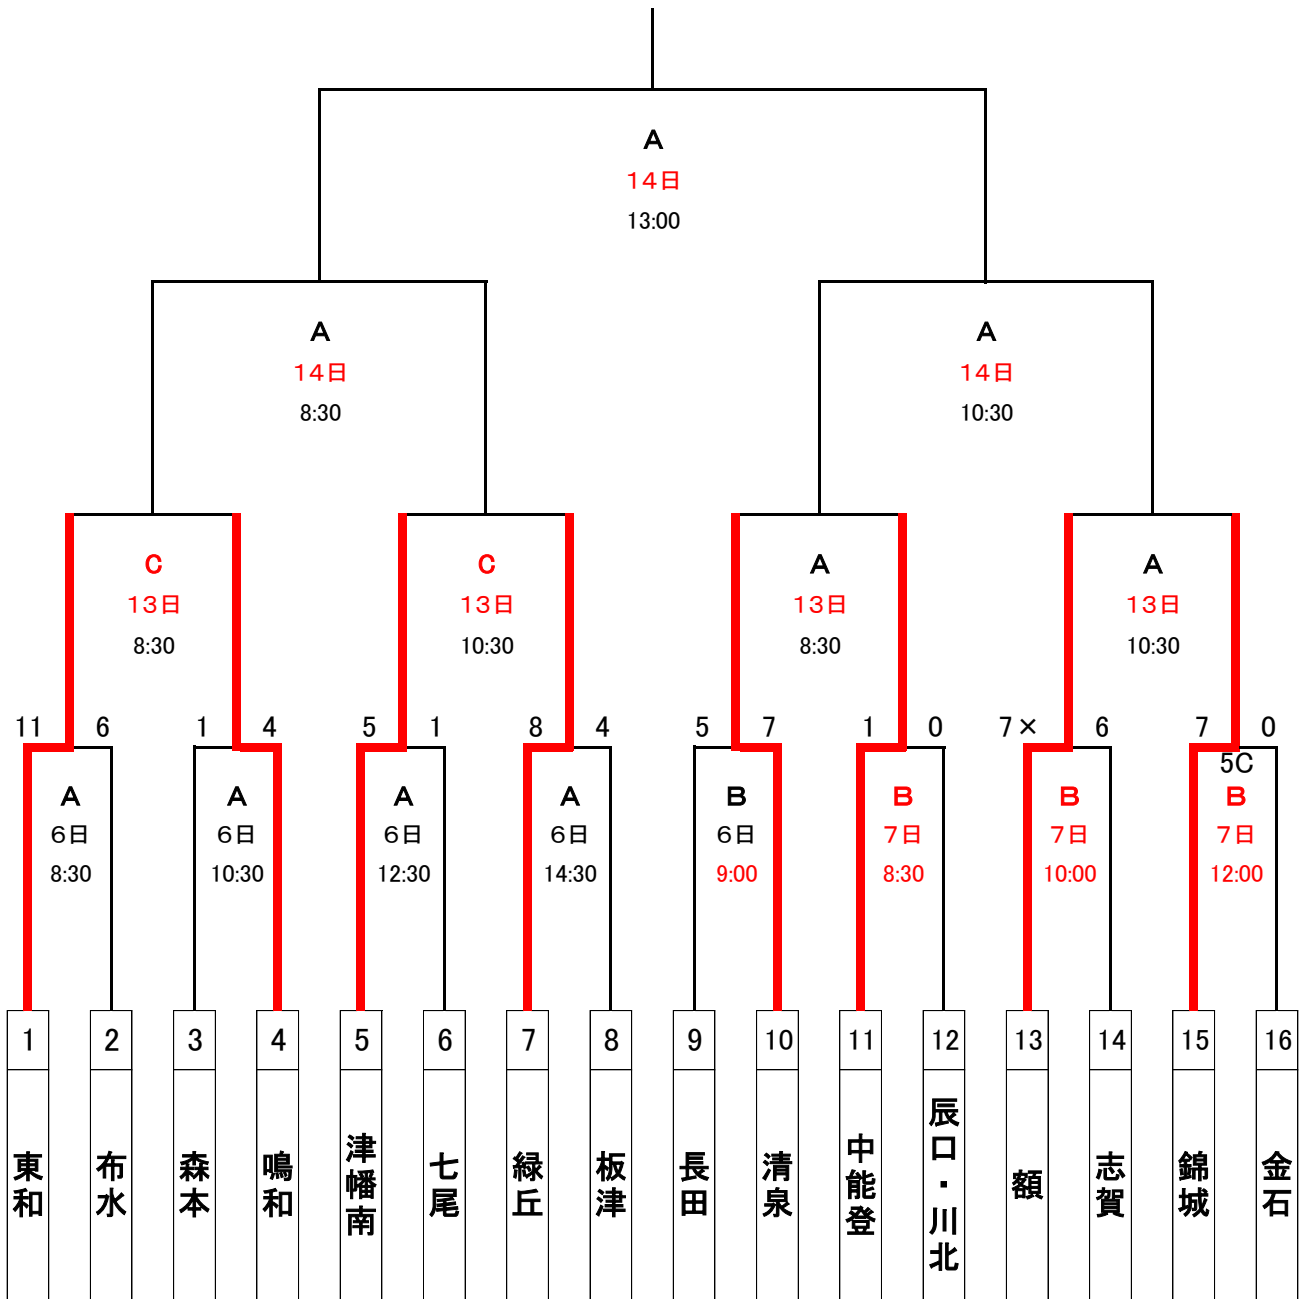 A
14日
13:00
A
14日
8:30
A
14日
10:30
C
13日
8:30
C
13日
10:30
A
13日
8:30
A
13日
10:30
11 6 1 4 5 1 8 4 5 7 1 0 7× 6 7 0
5C
A A A A B B B B
6日 6日 6日 6日 6日 7日 7日 7日
8:30 10:30 12:30 14:30 9:00 8:30 10:00 12:00
1 2 3 4 5 6 7 8 9 10 11 12 13 14 15 16
東和
布水
森本
鳴和
津幡南
七尾
緑丘
板津
長田
清泉
中能登
辰口・川北
額
志賀
錦城
金石